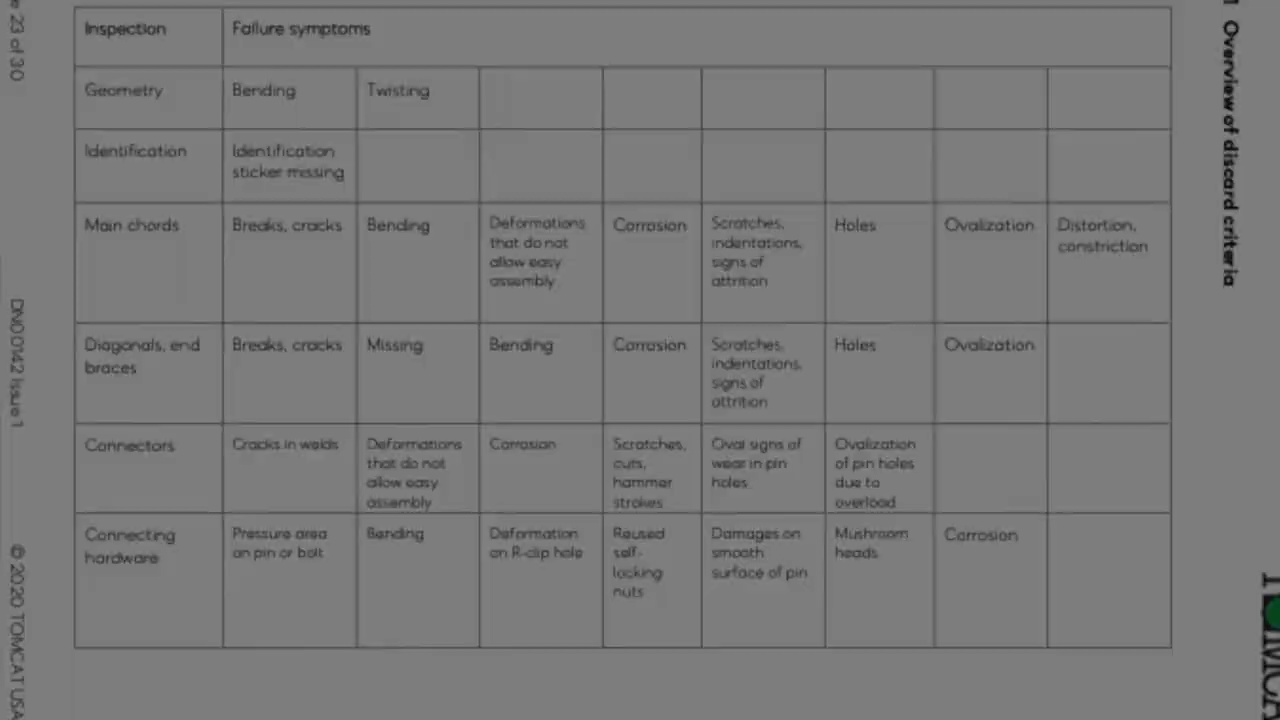 1 Overview of discard criteria
Inspection
Failure symptoms
Geometry
Bending
Twisting
Identification
Identification
sticker missing
Main chords
Breaks, cracks
Bending
Deformations
that do not
allow easy
assembly
Corrosion
Scratches,
indentations,
signs of
attrition
Holes
Ovalization
Distortion,
constriction
Diagonals, end
braces
Breaks, cracks
Missing
Bending
Corrosion
Scratches,
indentations,
signs of
attrition
Holes
Ovalization
Connectors
Cracks in welds
Deformations
that do not
allow easy
assembly
Corrosion
Scratches,
cuts,
hammer
strokes
Oval signs of
wear in pin
holes
Ovalization
of pin holes
due to
overload
Connecting
hardware
Pressure area
on pin or bolt
Bending
Deformation
on R-clip hole
Reused
self-
locking
nuts
Damages on
smooth
surface of pin
Mushroom
heads
Corrosion
23 of 30
DN00142 Issue 1
© 2020 TOMCAT USA